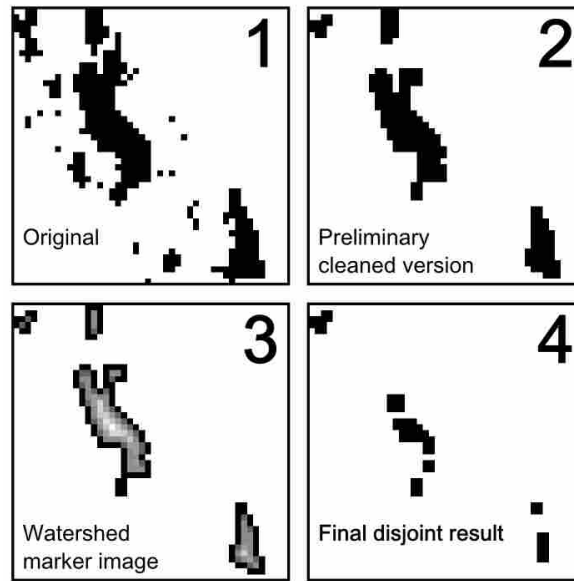 1
Original
2
Preliminary
cleaned version
3
Watershed
marker image
4
Final disjoint result